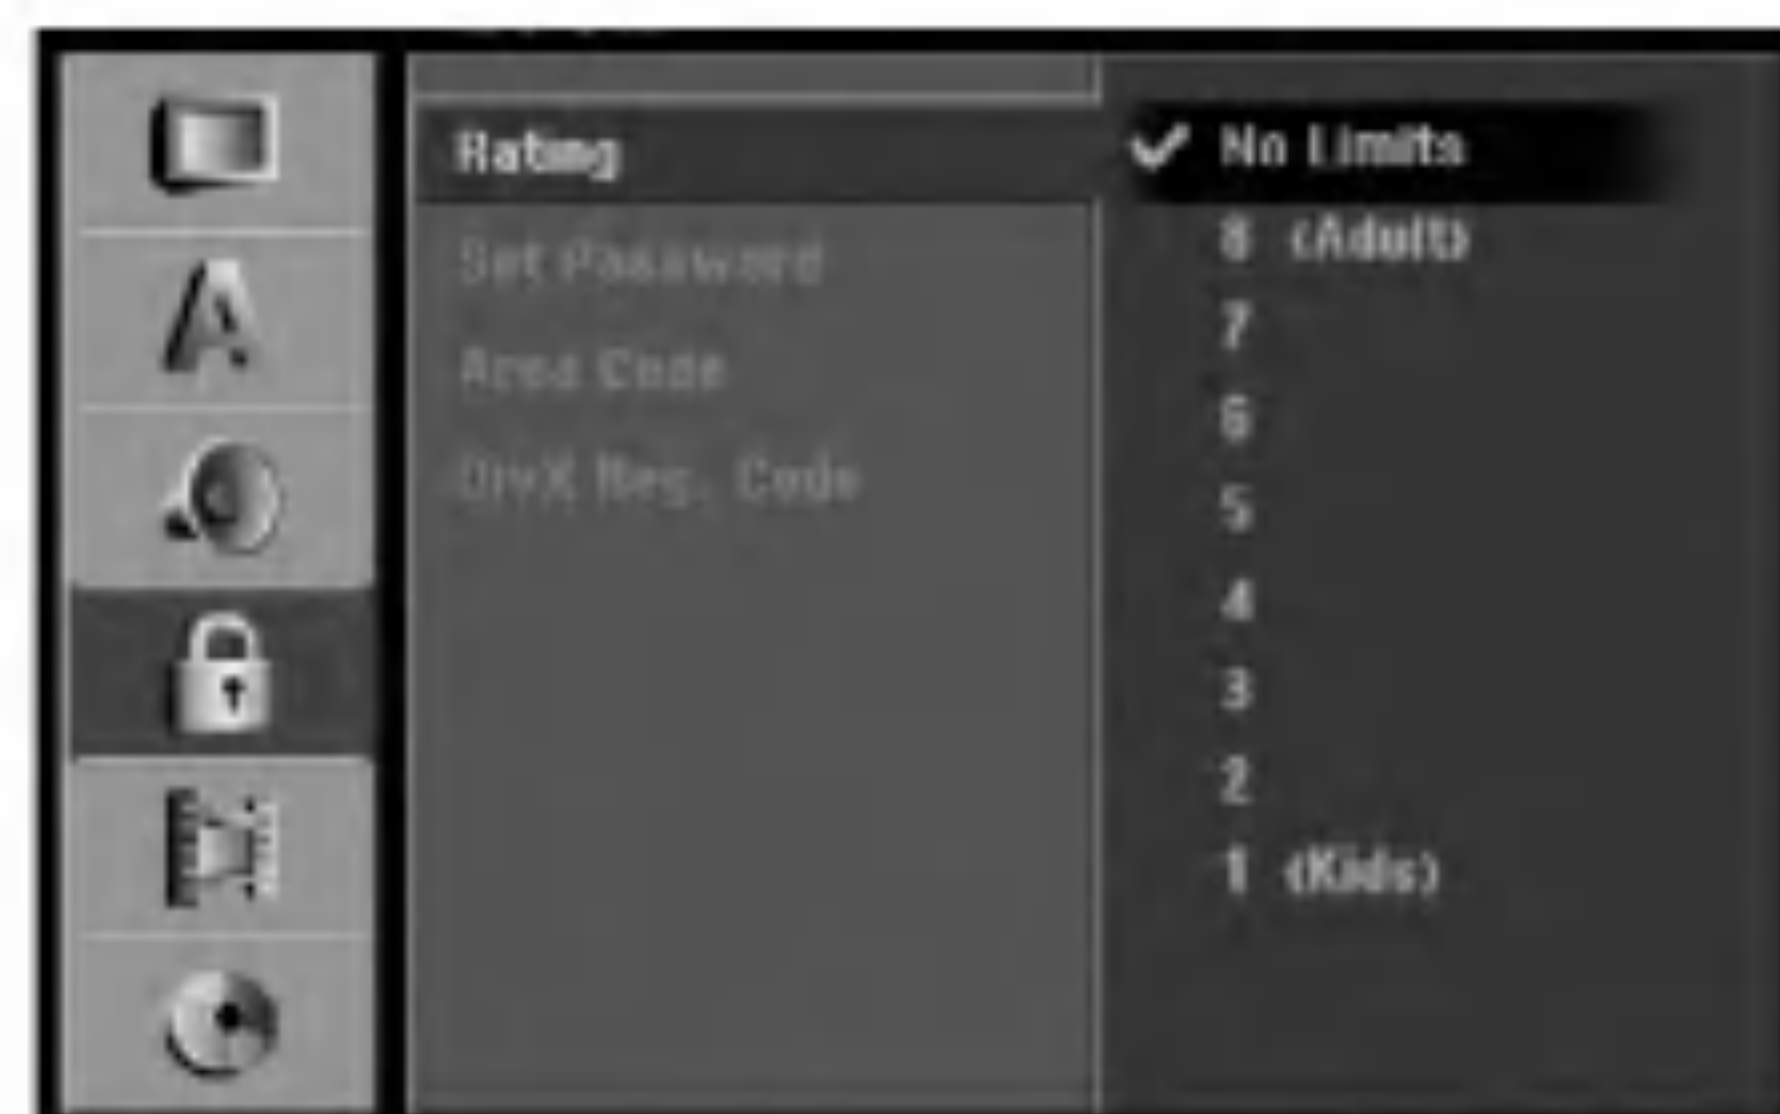 Rating
Set Password
Area Code
DivX Reg. Code
No Limits
8 (Adult)
7
6
5
4
3
2
1 (Kids)